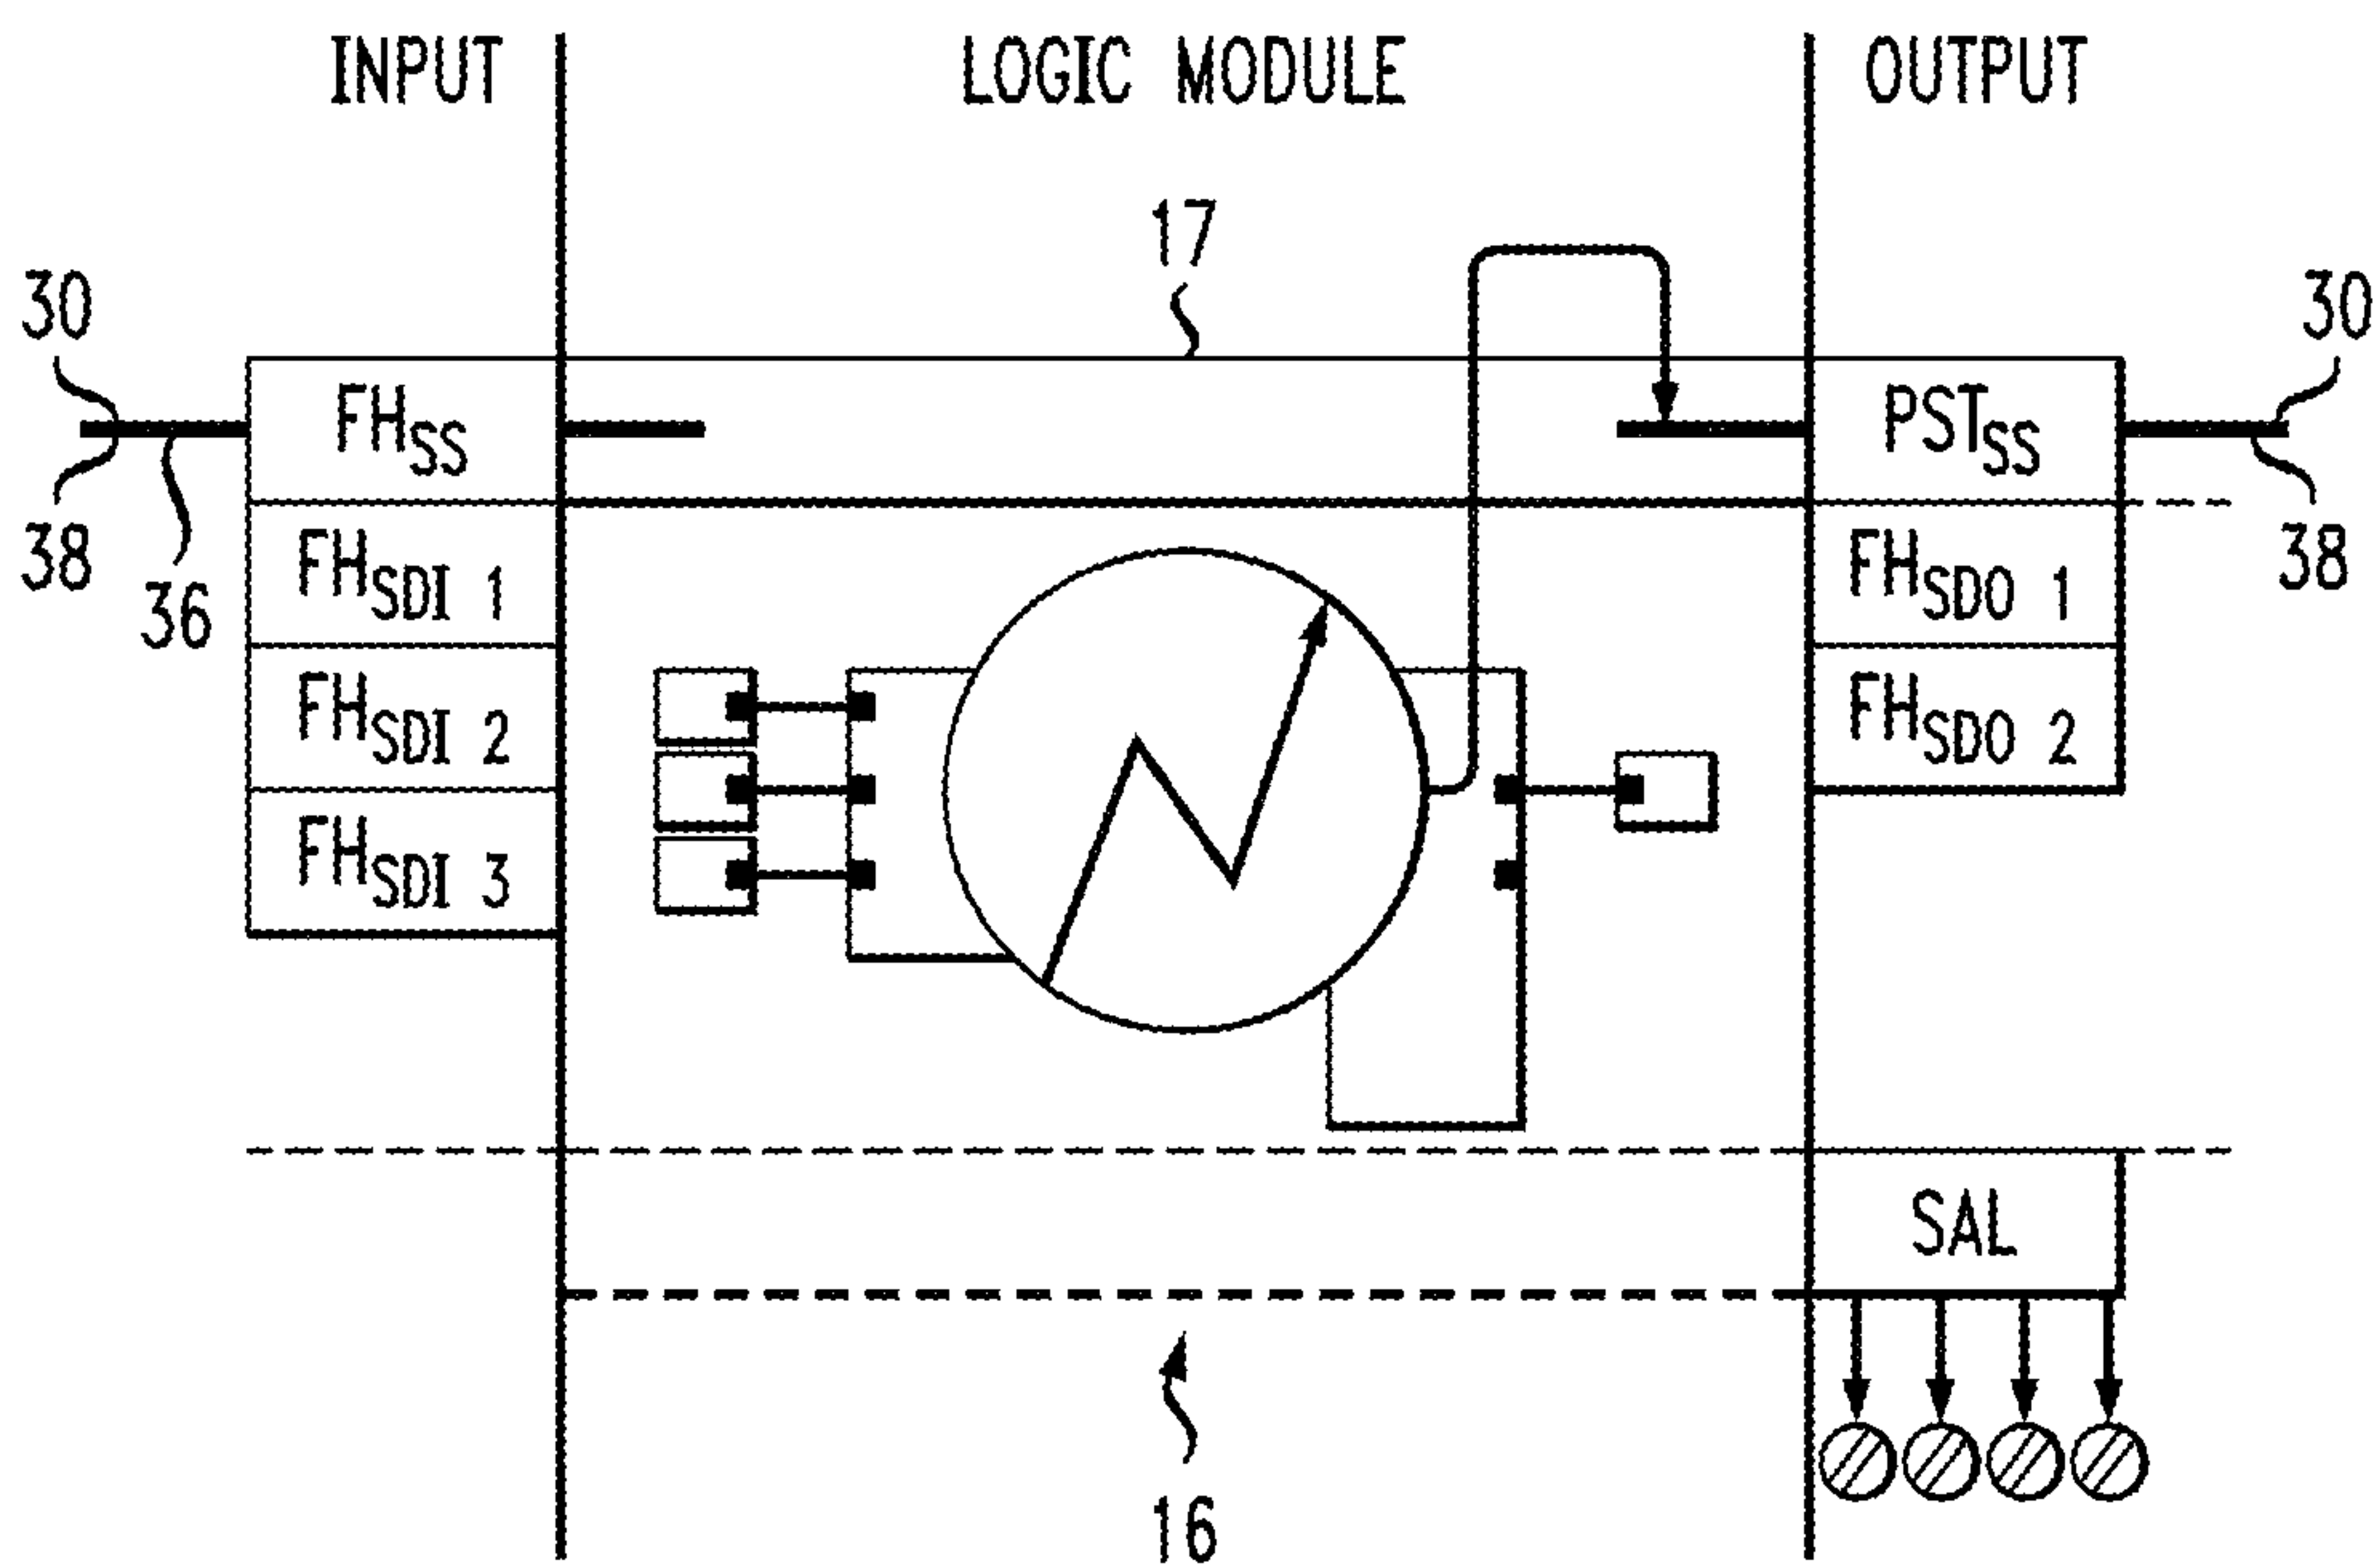 INPUT
LOGIC MODULE
OUTPUT
17
30
30
FHSS
PSTSS
38
36
38
FHSDI 1
FHSDO 1
FHSDI 2
FHSDO 2
FHSDI 3
SAL
16